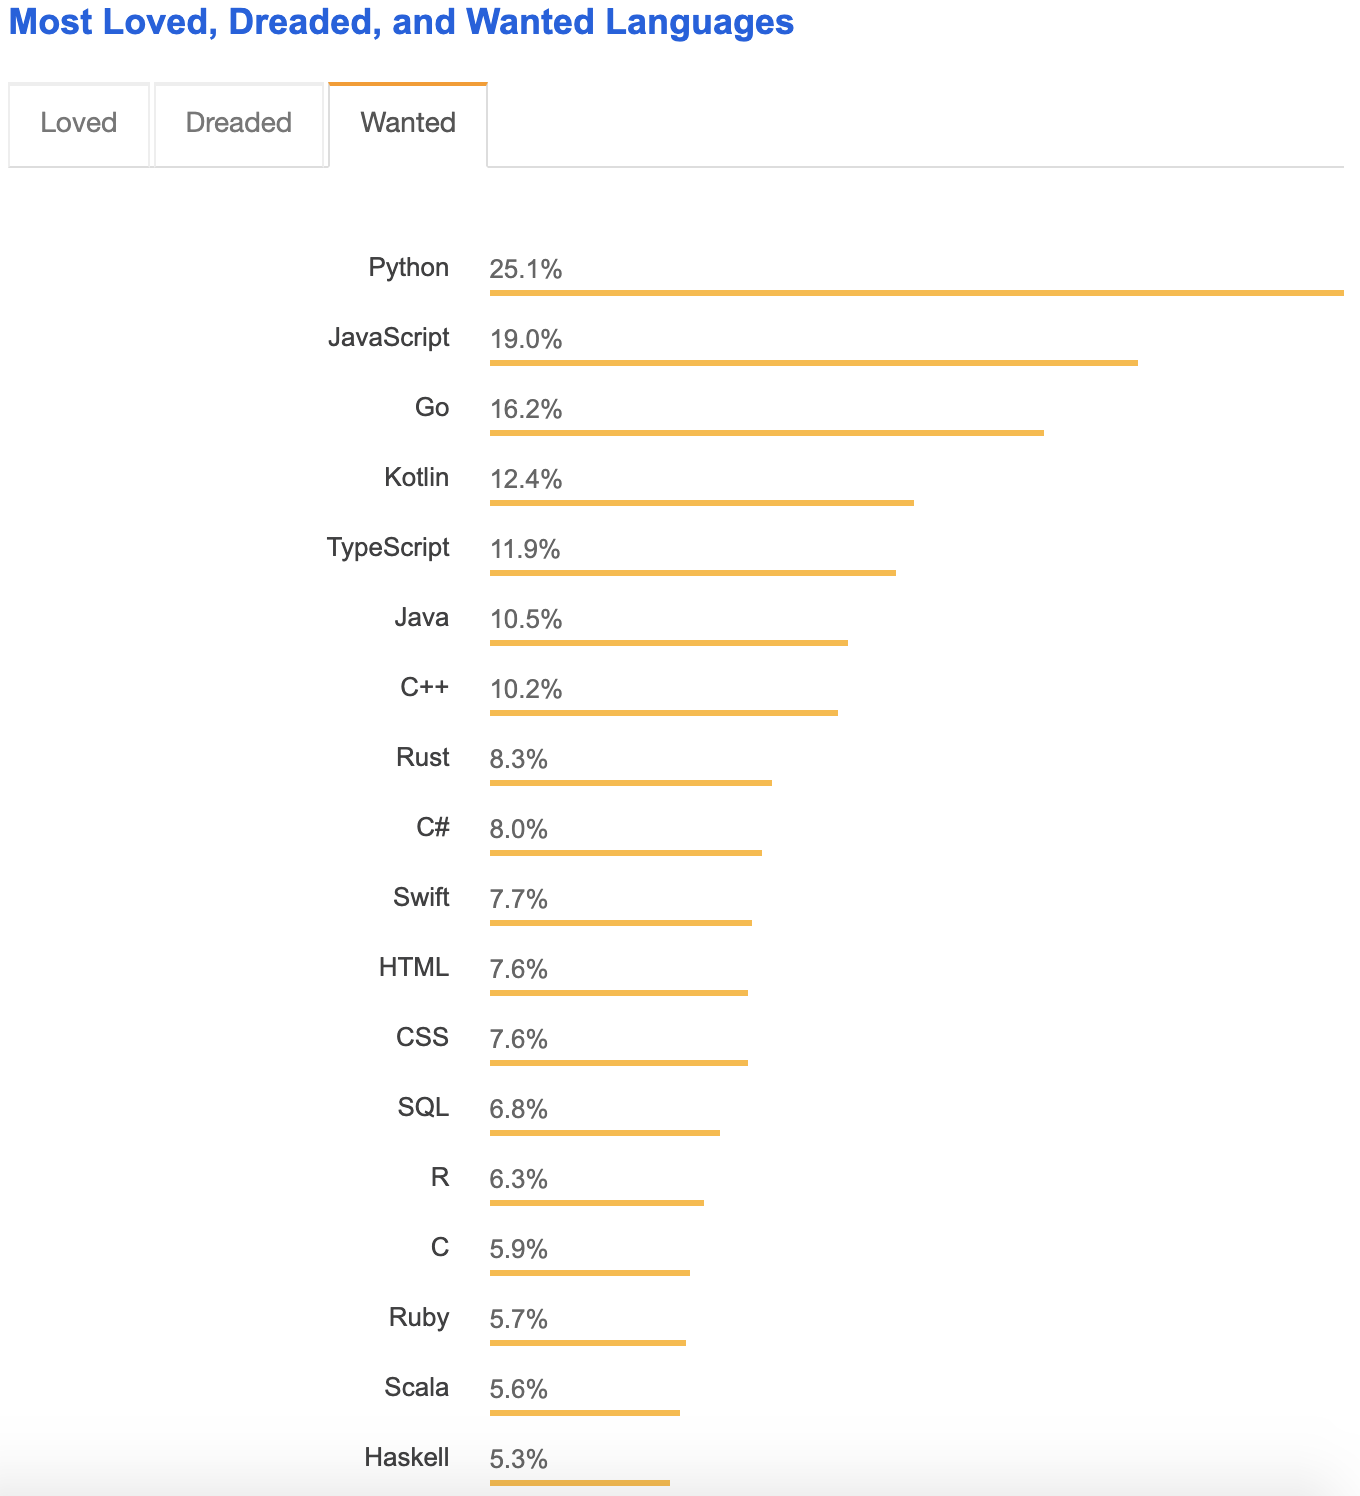 Most Loved, Dreaded, and Wanted Languages
Loved Dreaded Wanted
Python 25.1%
JavaScript 19.0%
Go 16.2%
Kotlin 12.4%
TypeScript 11.9%
Java 10.5%
C++ 10.2%
Rust 8.3%
C# 8.0%
Swift 7.7%
HTML 7.6%
CSS 7.6%
SQL 6.8%
R 6.3%
C 5.9%
Ruby 5.7%
Scala 5.6%
Haskell 5.3%